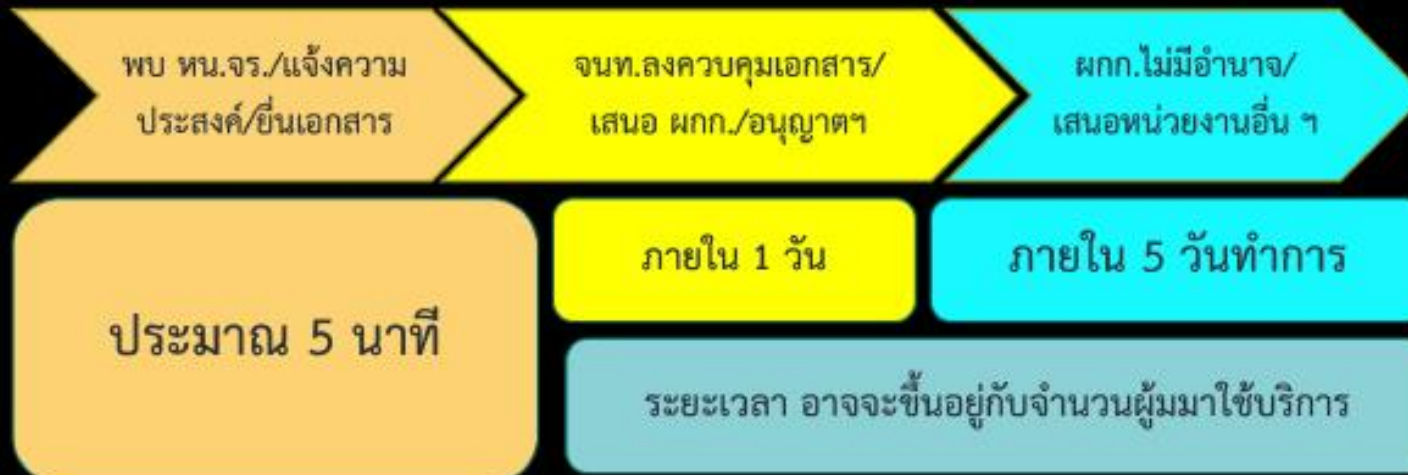 พบ หน.จร./แจ้งความ
ประสงค์/ยื่นเอกสาร
จนท.ลงควบคุมเอกสาร/
เสนอ ผกก./อนุญาตฯ
ผกก.ไม่มีอำนาจ/
เสนอหน่วยงานอื่น ฯ
ประมาณ 5 นาที
ภายใน 1 วัน
ภายใน 5 วันทำการ
ระยะเวลา อาจจะขึ้นอยู่กับจำนวนผู้มมาใช้บริการ